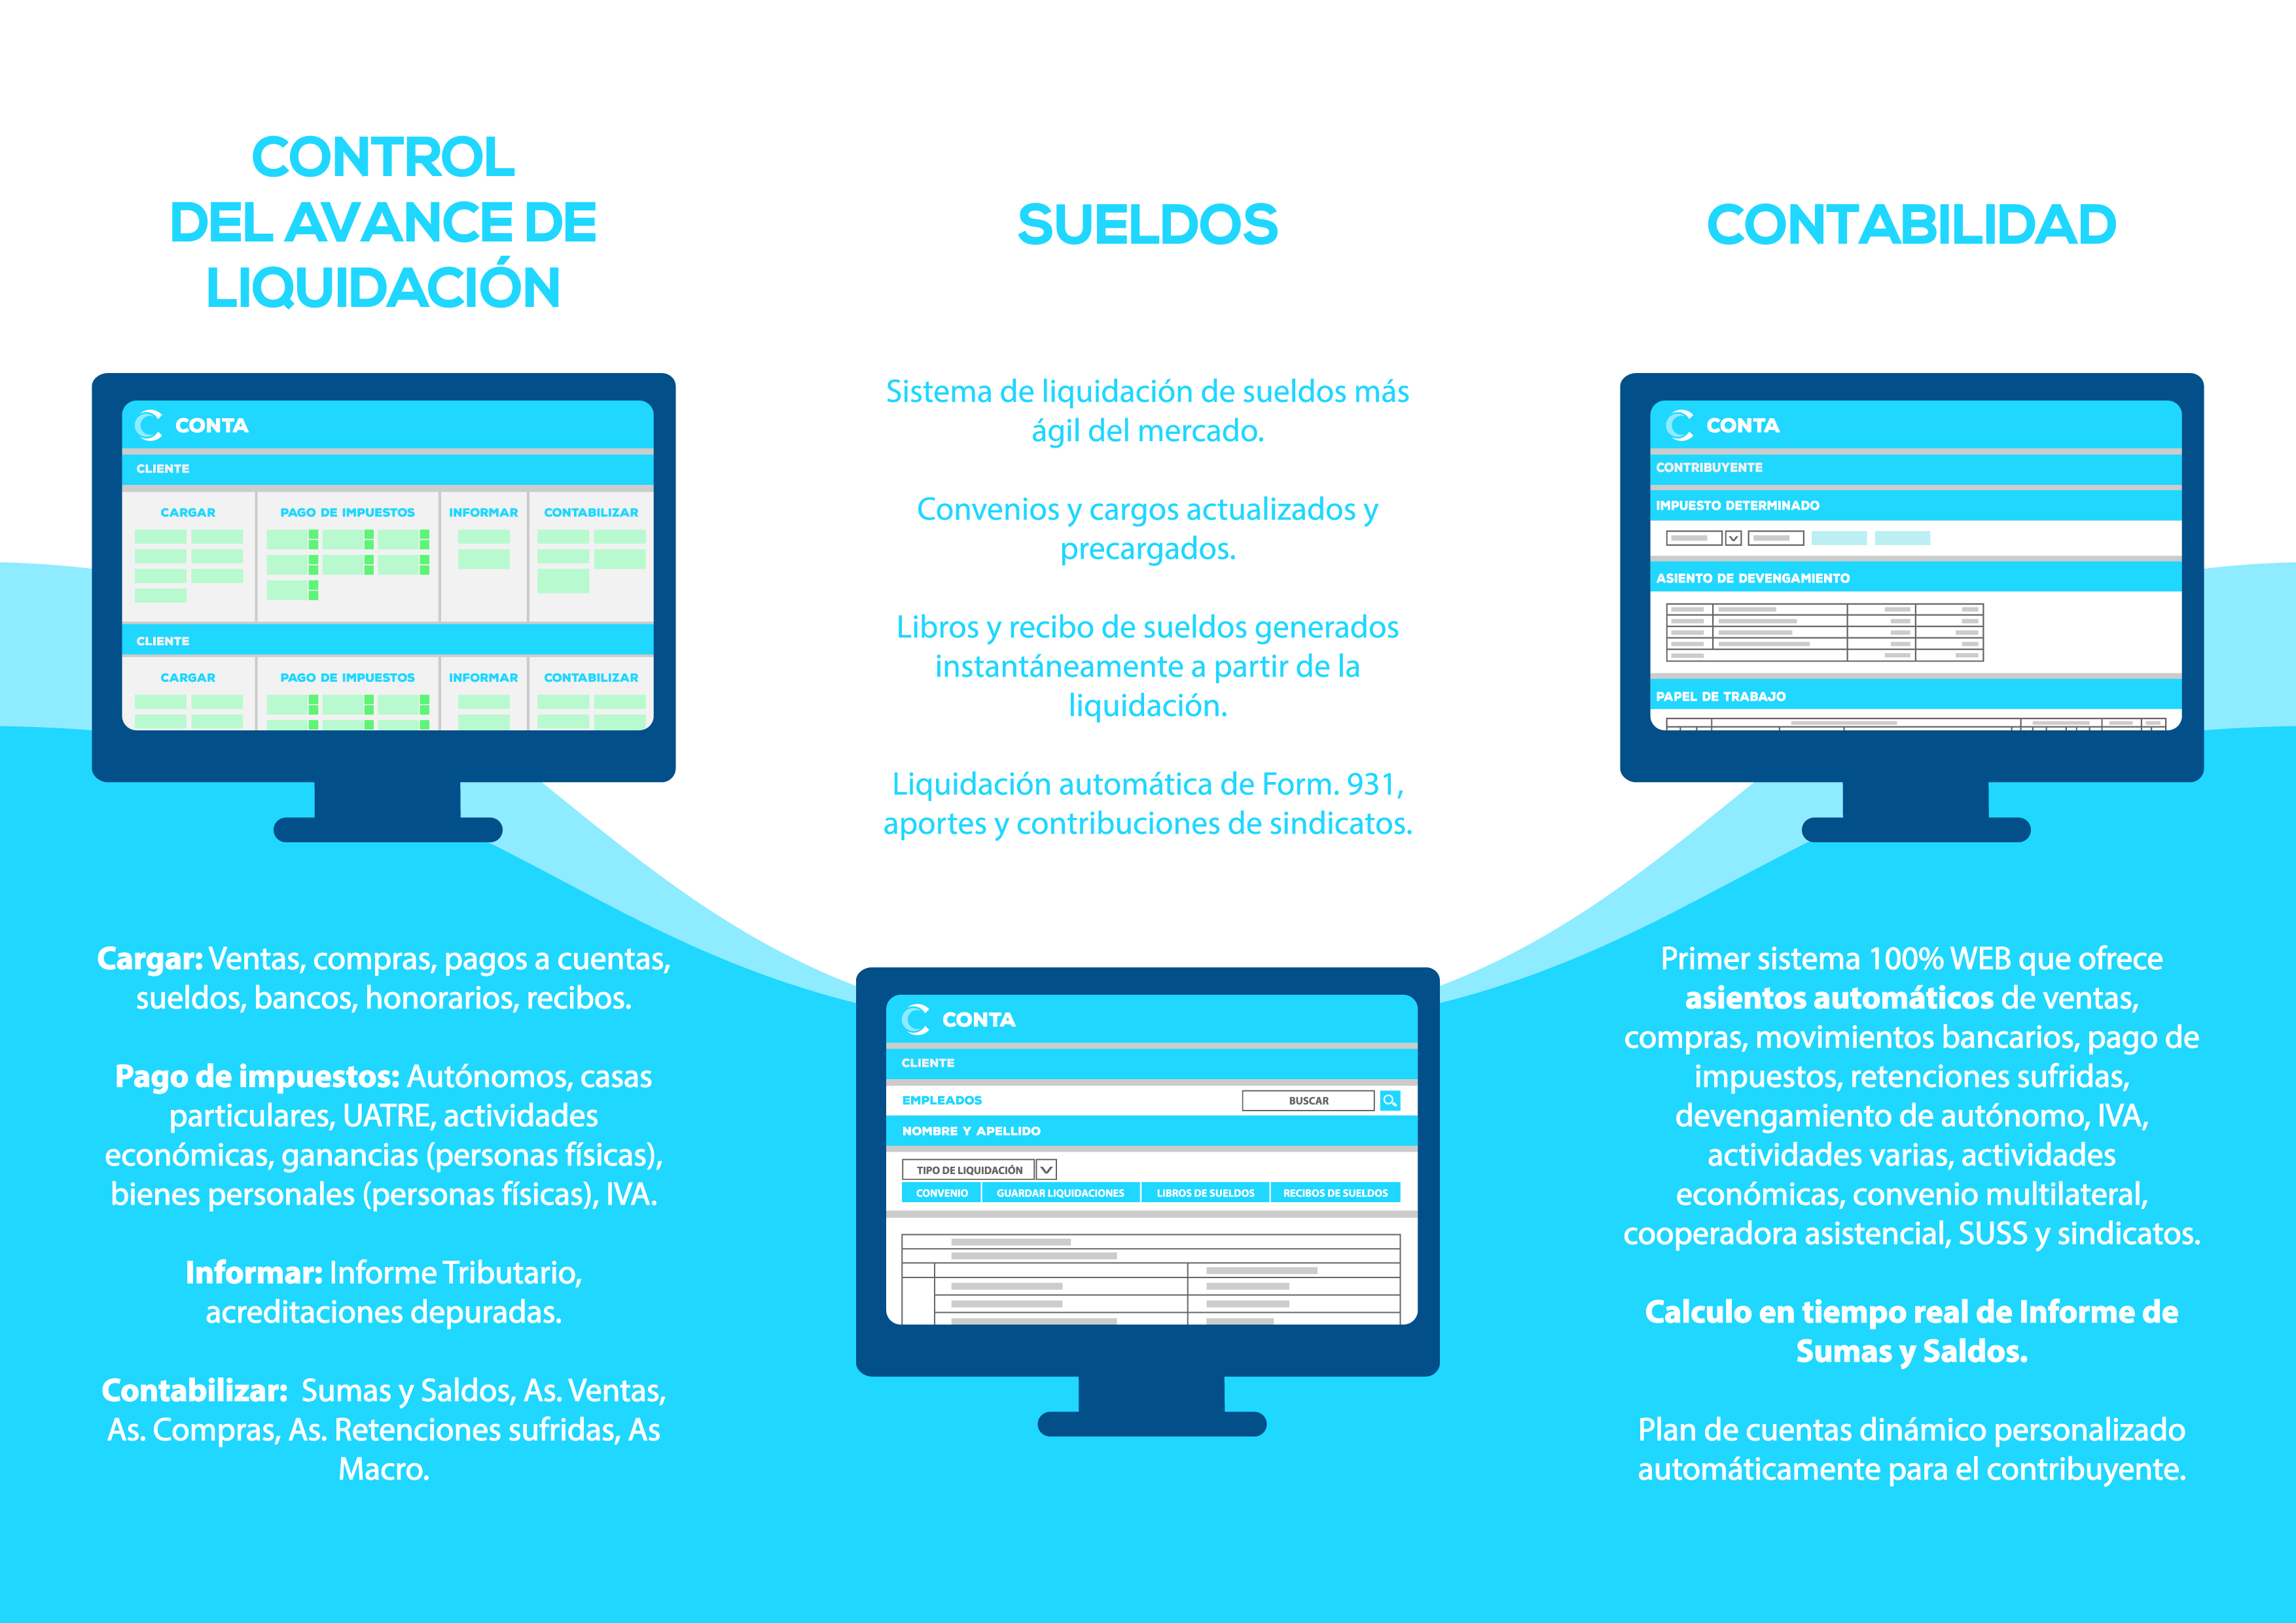 CONTROL
DEL AVANCE DE
LIQUIDACIÓN
CONTA
CLIENTE
CARGAR PAGO DE IMPUESTOS INFORMAR CONTABILIZAR
CLIENTE
CARGAR PAGO DE IMPUESTOS INFORMAR CONTABILIZAR
Cargar: Ventas, compras, pagos a cuentas,
sueldos, bancos, honorarios, recibos.
Pago de impuestos: Autónomos, casas
particulares, UATRE, actividades
económicas, ganancias (personas físicas),
bienes personales (personas físicas), IVA.
Informar: Informe Tributario,
acreditaciones depuradas.
Contabilizar: Sumas y Saldos, As. Ventas,
As. Compras, As. Retenciones sufridas, As
Macro.
SUELDOS
Sistema de liquidación de sueldos más
ágil del mercado.
Convenios y cargos actualizados y
precargados.
Libros y recibo de sueldos generados
instantáneamente a partir de la
liquidación.
Liquidación automática de Form. 931,
aportes y contribuciones de sindicatos.
CONTA
CLIENTE
EMPLEADOS BUSCAR
NOMBRE Y APELLIDO
TIPO DE LIQUIDACIÓN
CONVENIO GUARDAR LIQUIDACIONES LIBROS DE SUELDOS RECIBOS DE SUELDOS
CONTABILIDAD
CONTA
CONTRIBUYENTE
IMPUESTO DETERMINADO
ASIENTO DE DEVENGAMIENTO
PAPEL DE TRABAJO
Primer sistema 100% WEB que ofrece
asientos automáticos de ventas,
compras, movimientos bancarios, pago de
impuestos, retenciones sufridas,
devengamiento de autónomo, IVA,
actividades varias, actividades
económicas, convenio multilateral,
cooperadora asistencial, SUSS y sindicatos.
Calculo en tiempo real de Informe de
Sumas y Saldos.
Plan de cuentas dinámico personalizado
automáticamente para el contribuyente.